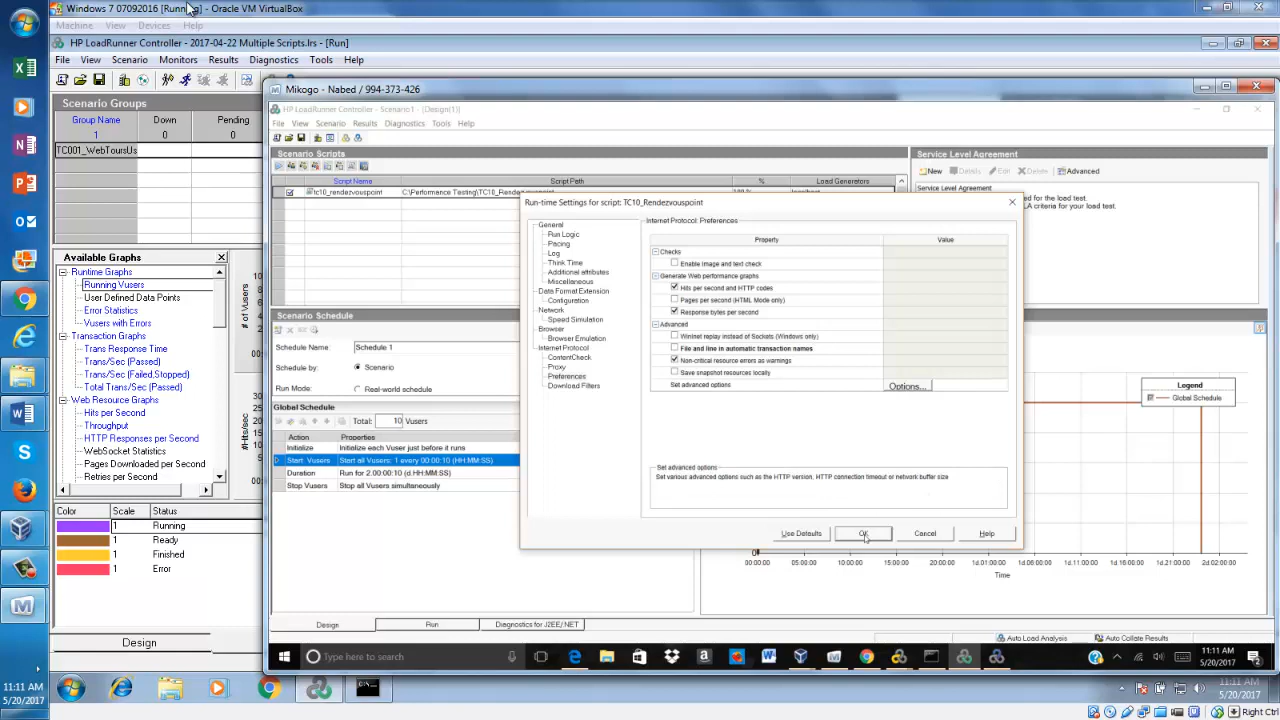 Windows 7 07092016 [Running] - Oracle VM VirtualBox
Machine View Devices Help
HP LoadRunner Controller - 2017-04-22 Multiple Scripts.lrs - [Run]
File View Scenario Monitors Results Diagnostics Tools Help
Scenario Groups
Group Name Down Pending
1 0 0
TC001_WebToursUs
Available Graphs
Runtime Graphs
Running Vusers
User Defined Data Points
Error Statistics
Vusers with Errors
Transaction Graphs
Trans Response Time
Trans/Sec (Passed)
Trans/Sec (Failed,Stopped)
Total Trans/Sec (Passed)
Web Resource Graphs
Hits per Second
Throughput
HTTP Responses per Second
WebSocket Statistics
Pages Downloaded per Second
Retries per Second
Color Scale Status
1 Running
1 Ready
1 Finished
1 Error
Design
Mikogo - Nabed / 994-373-426
HP LoadRunner Controller - Scenario1 - [Design(1)]
File View Scenario Results Diagnostics Tools Help
Scenario Scripts
Script Name Script Path % Load Generators
tc10_rendezvouspoint C:\Performance Testing\TC10_Rendezvouspoint
Service Level Agreement
New Details Edit Delete Advanced
Service Level Agreement
ed for the load test.
LA criteria for your load test.
Scenario Schedule
Schedule Name: Schedule 1
Schedule by: Scenario
Run Mode: Real-world schedule
Global Schedule
Total: 10 Vusers
Action Properties
Initialize Initialize each Vuser just before it runs
Start Vusers Start all Vusers: 1 every 00:00:10 (HH:MM:SS)
Duration Run for 2.00:00:10 (d.HH:MM:SS)
Stop Vusers Stop all Vusers simultaneously
Run-time Settings for script: TC10_Rendezvouspoint
General
Run Logic
Pacing
Log
Think Time
Additional attributes
Miscellaneous
Data Format Extension
Configuration
Network
Speed Simulation
Browser
Browser Emulation
Internet Protocol
ContentCheck
Proxy
Preferences
Download Filters
Internet Protocol: Preferences
Property Value
Checks
Enable Image and text check
Generate Web performance graphs
Hits per second and HTTP codes
Pages per second (HTML Mode only)
Response bytes per second
Advanced
WinInet replay instead of Sockets (Windows only)
File and line in automatic transaction names
Non-critical resource errors as warnings
Save snapshot resources locally
Set advanced options Options...
Set advanced options
Set various advanced options such as the HTTP version, HTTP connection timeout or network buffer size
Use Defaults OK Cancel Help
Legend
Global Schedule
0
00:00:00 05:00:00 10:00:00 15:00:00 20:00:00 1d.01:00:00 1d.06:00:00 1d.11:00:00 1d.16:00:00 1d.21:00:00 2d.02:00:00
Time
Design Run Diagnostics for J2EE/.NET
Auto Load Analysis Auto Collate Results
Type here to search
11:11 AM
5/20/2017
11:11 AM
5/20/2017
Right Ctrl